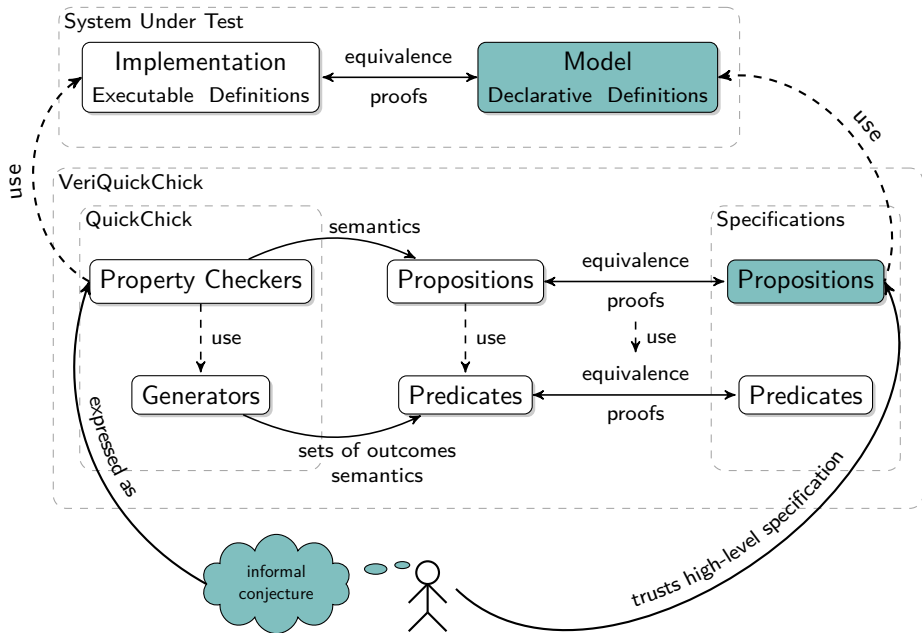 System Under Test
Implementation
Executable Definitions
equivalence
proofs
Model
Declarative Definitions
use
use
VeriQuickChick
QuickChick
semantics
Specifications
Property Checkers
Propositions
equivalence
proofs
Propositions
use
use
use
Generators
Predicates
equivalence
proofs
Predicates
sets of outcomes
semantics
expressed as
trusts high-level specification
informal
conjecture